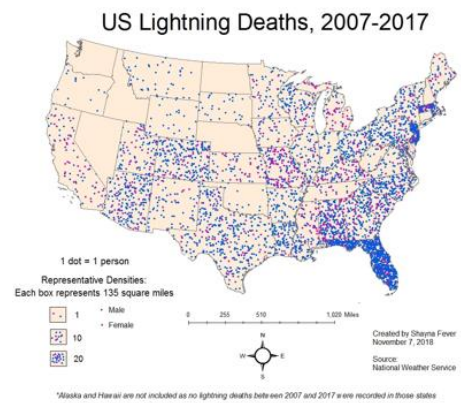 US Lightning Deaths, 2007-2017
1 dot = 1 person
Representative Densities:
Each box represents 135 square miles
1
10
20
Male
Female
0 255 510 1,020 Miles
N
W E
S
Created by Shayna Fever
November 7, 2018
Source:
National Weather Service
*Alaska and Hawaii are not included as no lightning deaths between 2007 and 2017 were recorded in those states